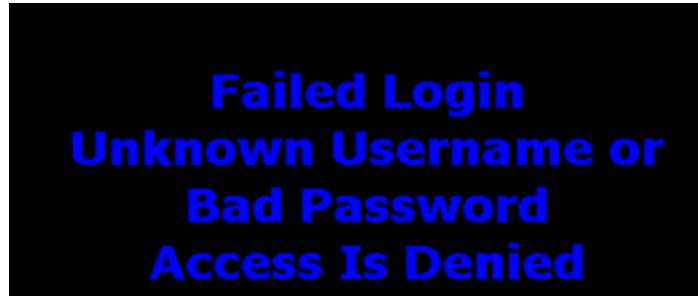 Failed Login
Unknown Username or
Bad Password
Access Is Denied